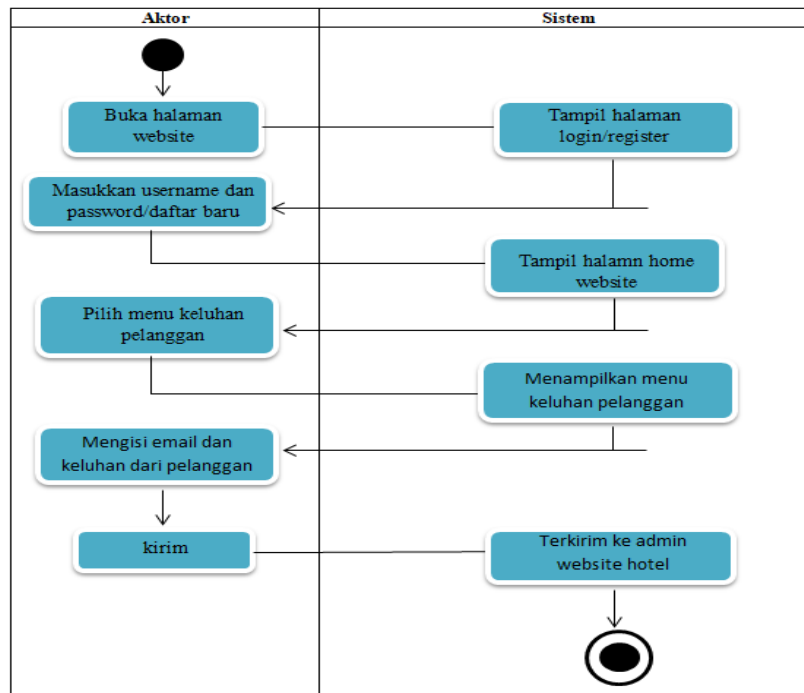 Aktor
Sistem
Buka halaman
website
Tampil halaman
login/register
Masukkan username dan
password/daftar baru
Tampil halamn home
website
Pilih menu keluhan
pelanggan
Menampilkan menu
keluhan pelanggan
Mengisi email dan
keluhan dari pelanggan
kirim
Terkirim ke admin
website hotel